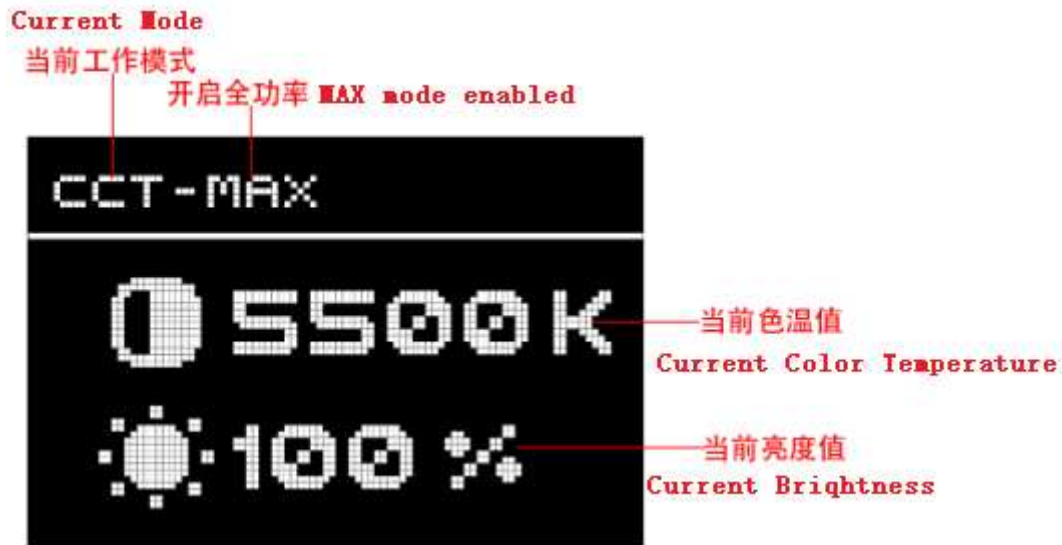 Current Mode
当前工作模式
开启全功率 MAX mode enabled
CCT-MAX
5500K
当前色温值
Current Color Temperature
100 %
当前亮度值
Current Brightness